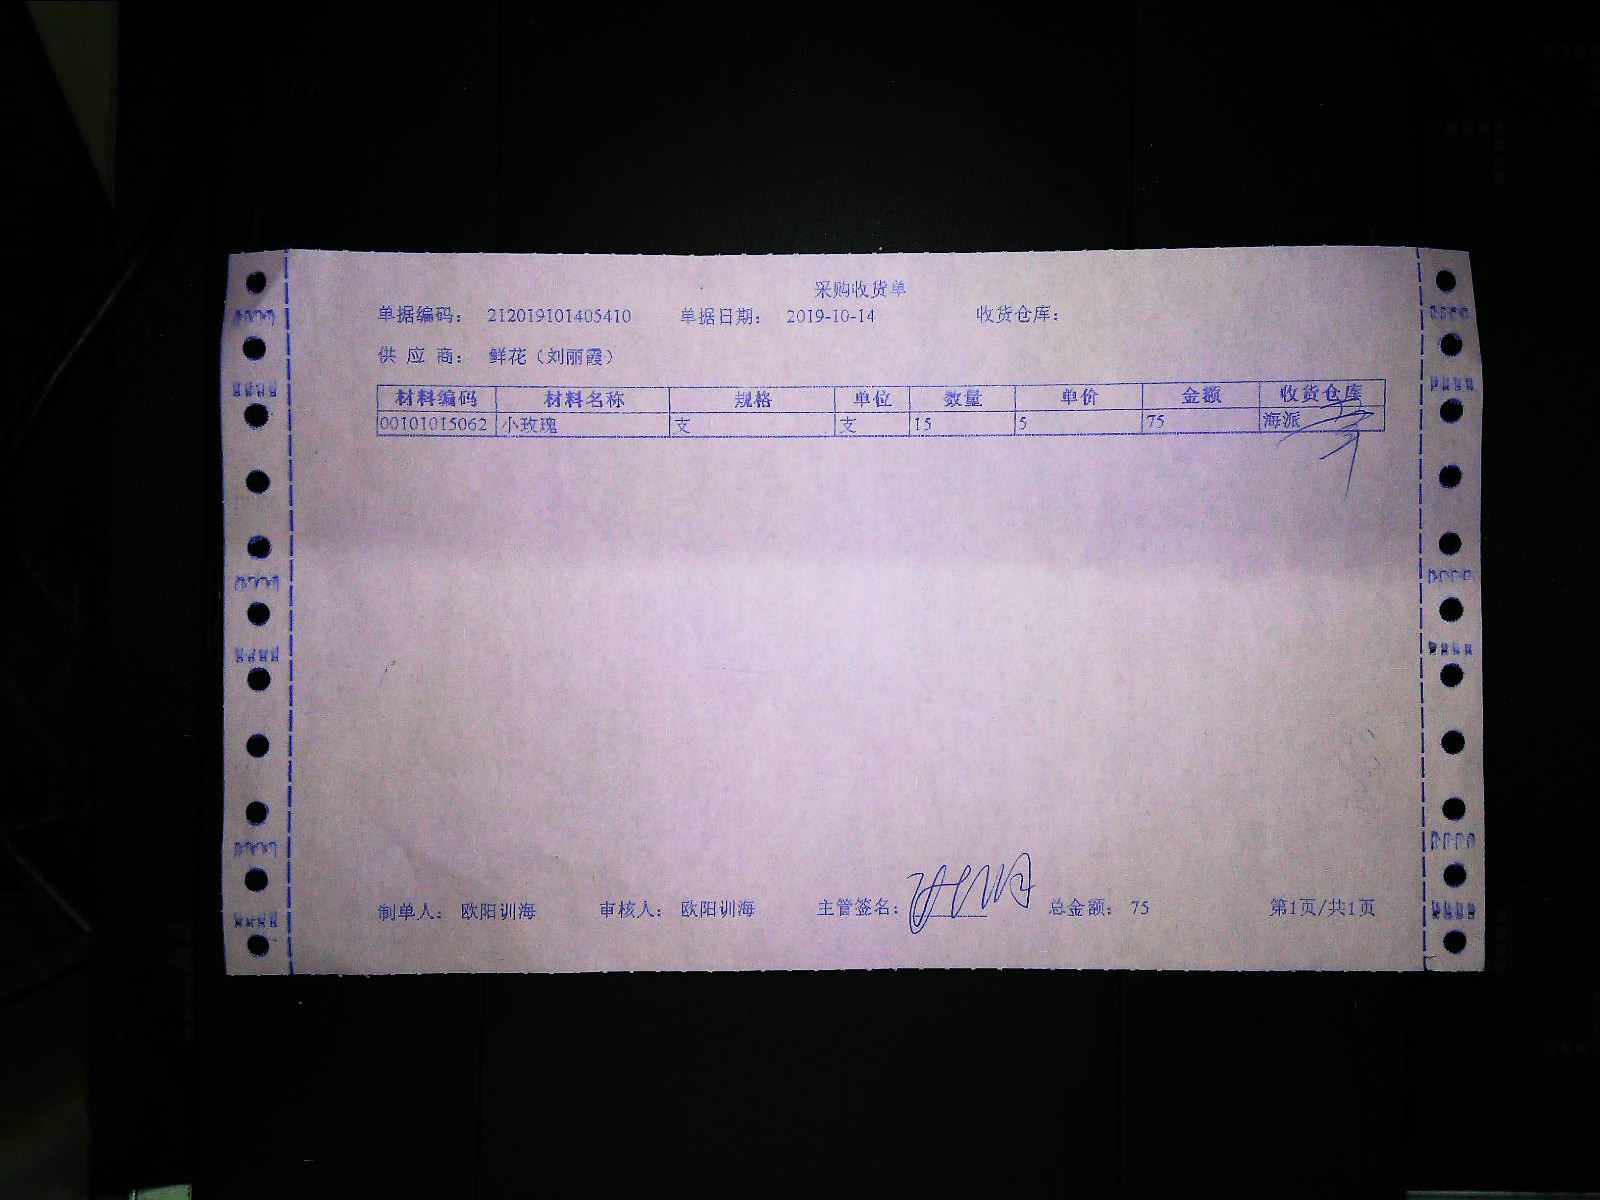 采购收货单
单据编码: 212019101405410 单据日期: 2019-10-14 收货仓库:
供应商: 鲜花（刘丽霞）
材料编码 材料名称 规格 单位 数量 单价 金额 收货仓库
00101015062 小玫瑰 支 支 15 5 75 海派
制单人: 欧阳训海 审核人: 欧阳训海 主管签名: 总金额: 75 第1页/共1页